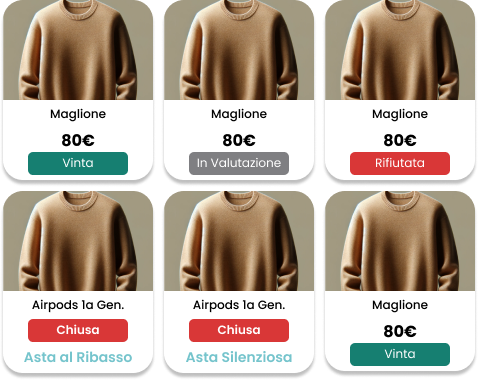 Maglione
80€
Vinta
Maglione
80€
In Valutazione
Maglione
80€
Rifiutata
Airpods 1a Gen.
Chiusa
Asta al Ribasso
Airpods 1a Gen.
Chiusa
Asta Silenziosa
Maglione
80€
Vinta